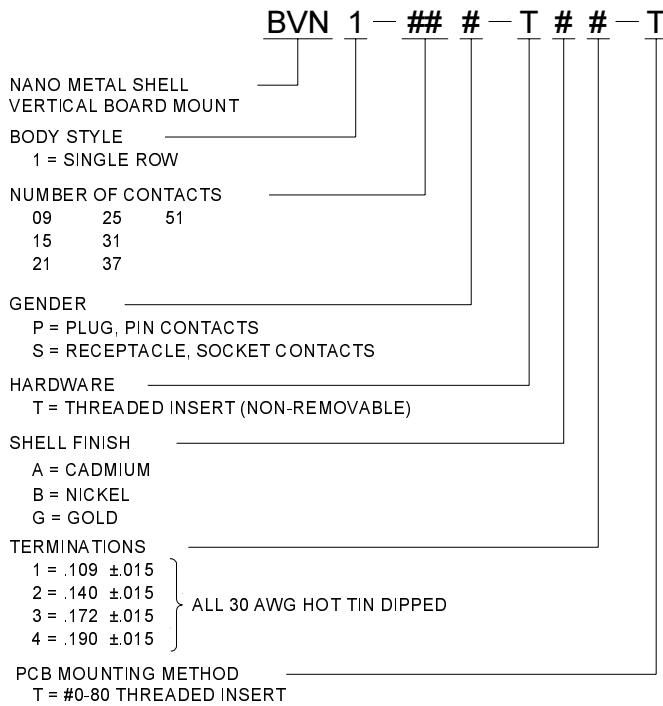 BVN 1 — ## # — T # # — T
NANO METAL SHELL
VERTICAL BOARD MOUNT
BODY STYLE
1 = SINGLE ROW
NUMBER OF CONTACTS
09 25 51
15 31
21 37
GENDER
P = PLUG, PIN CONTACTS
S = RECEPTACLE, SOCKET CONTACTS
HARDWARE
T = THREADED INSERT (NON-REMOVABLE)
SHELL FINISH
A = CADMIUM
B = NICKEL
G = GOLD
TERMINATIONS
1 = .109 ±.015
2 = .140 ±.015
3 = .172 ±.015
4 = .190 ±.015
ALL 30 AWG HOT TIN DIPPED
PCB MOUNTING METHOD
T = #0-80 THREADED INSERT